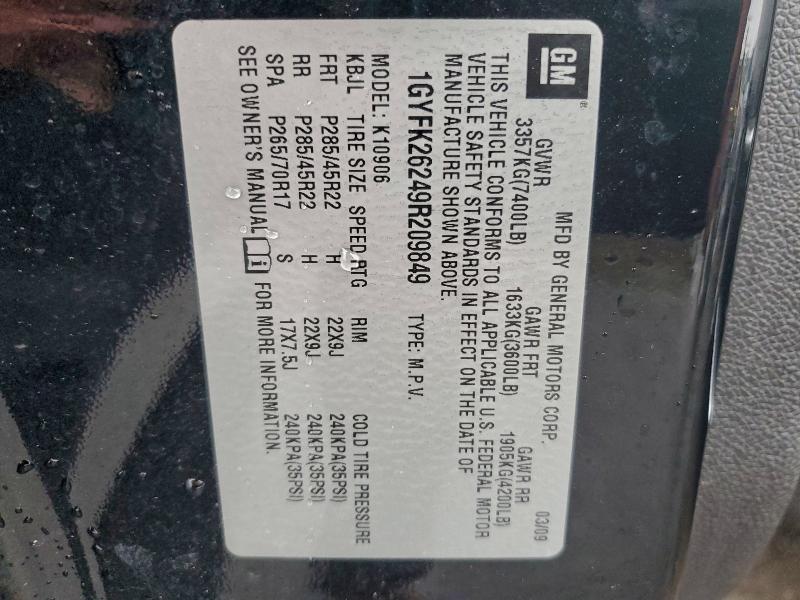 GM
®
MFD BY GENERAL MOTORS CORP. 03/09
GVWR GAWR FRT GAWR RR
3357KG(7400LB) 1633KG(3600LB) 1905KG(4200LB)
THIS VEHICLE CONFORMS TO ALL APPLICABLE U.S. FEDERAL MOTOR
VEHICLE SAFETY STANDARDS IN EFFECT ON THE DATE OF
MANUFACTURE SHOWN ABOVE.
1GYFK26249R209849 TYPE: M.P.V.
MODEL: K10906
KBJL TIRE SIZE SPEED RTG RIM COLD TIRE PRESSURE
FRT P285/45R22 H 22X9J 240KPA(35PSI)
RR P285/45R22 H 22X9J 240KPA(35PSI)
SPA P265/70R17 S 17X7.5J 240KPA(35PSI)
SEE OWNER'S MANUAL i FOR MORE INFORMATION.